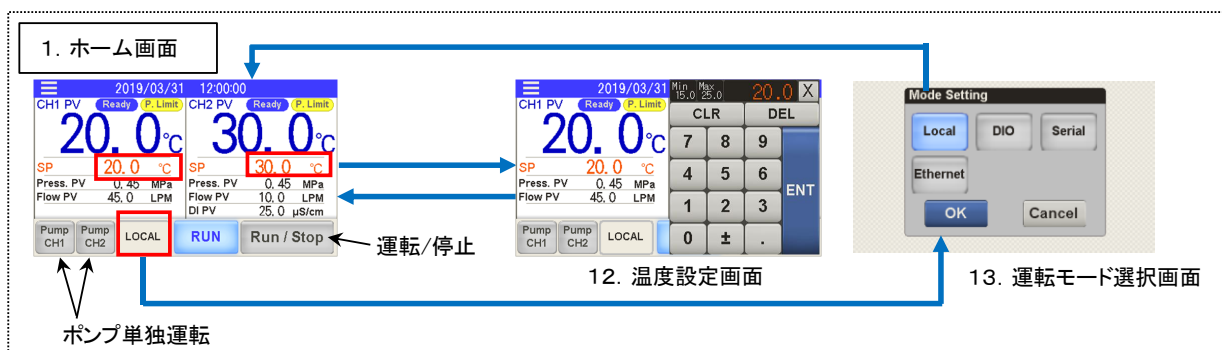 1. ホーム画面
2019/03/31 12:00:00
CH1 PV Ready P. Limit CH2 PV Ready P. Limit
20.0℃ 30.0℃
SP 20.0 ℃ SP 30.0 ℃
Press. PV 0.45 MPa Press. PV 0.45 MPa
Flow PV 45.0 LPM Flow PV 10.0 LPM
DI PV 25.0 μS/cm
Pump CH1 Pump CH2 LOCAL RUN Run / Stop
運転/停止
ポンプ単独運転
2019/03/31 Min 15.0 Max 25.0 20.0 X
CH1 PV Ready P. Limit CLR DEL
20.0℃ 7 8 9
SP 20.0 ℃ 4 5 6
Press. PV 0.45 MPa ENT
Flow PV 45.0 LPM 1 2 3
Pump CH1 Pump CH2 LOCAL 0 ± .
12. 温度設定画面
Mode Setting
Local DIO Serial
Ethernet
OK Cancel
13. 運転モード選択画面